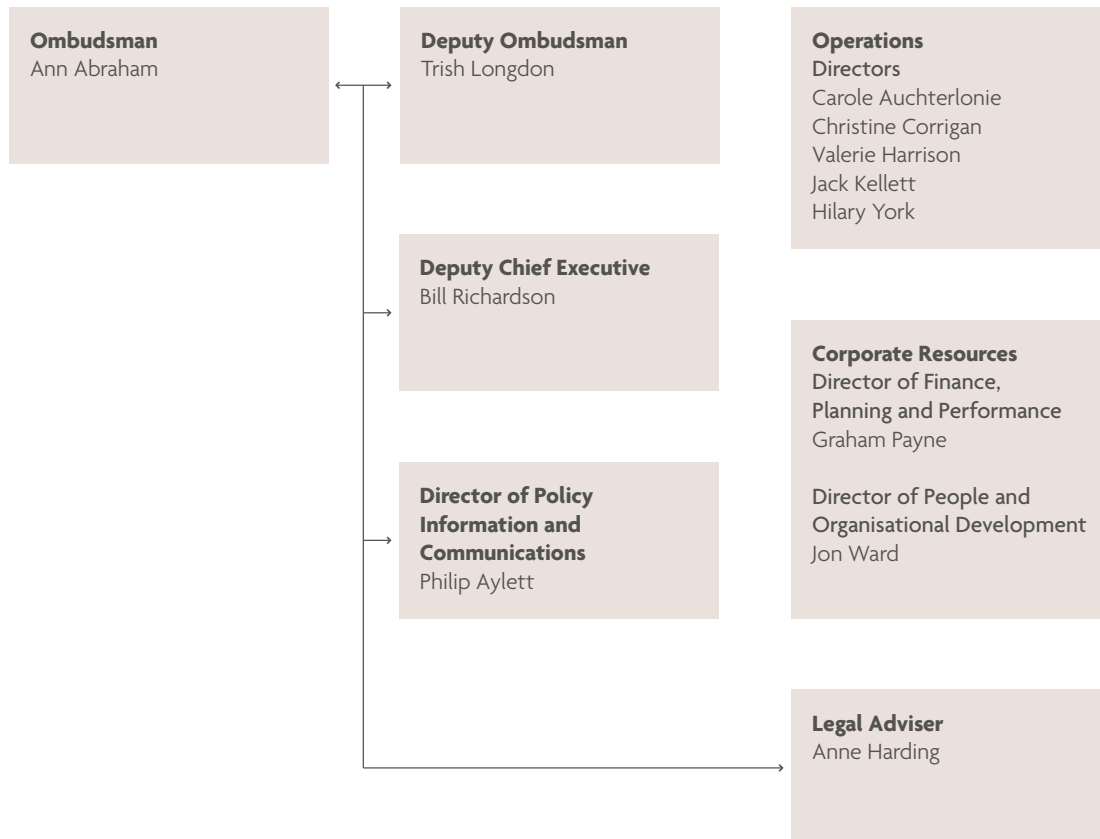 Ombudsman
Ann Abraham
Deputy Ombudsman
Trish Longdon
Deputy Chief Executive
Bill Richardson
Director of Policy
Information and
Communications
Philip Aylett
Operations
Directors
Carole Auchterlonie
Christine Corrigan
Valerie Harrison
Jack Kellett
Hilary York
Corporate Resources
Director of Finance,
Planning and Performance
Graham Payne
Director of People and
Organisational Development
Jon Ward
Legal Adviser
Anne Harding